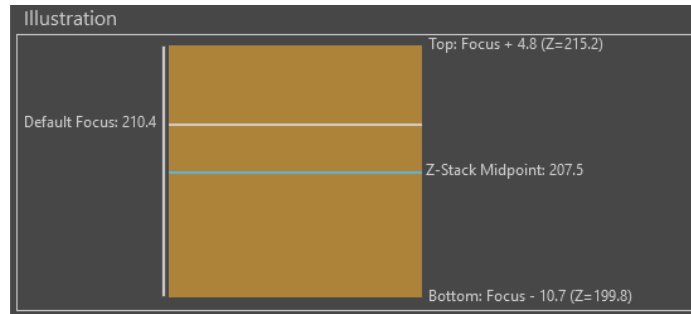 Illustration
Top: Focus + 4.8 (Z=215.2)
Default Focus: 210.4
Z-Stack Midpoint: 207.5
Bottom: Focus - 10.7 (Z=199.8)